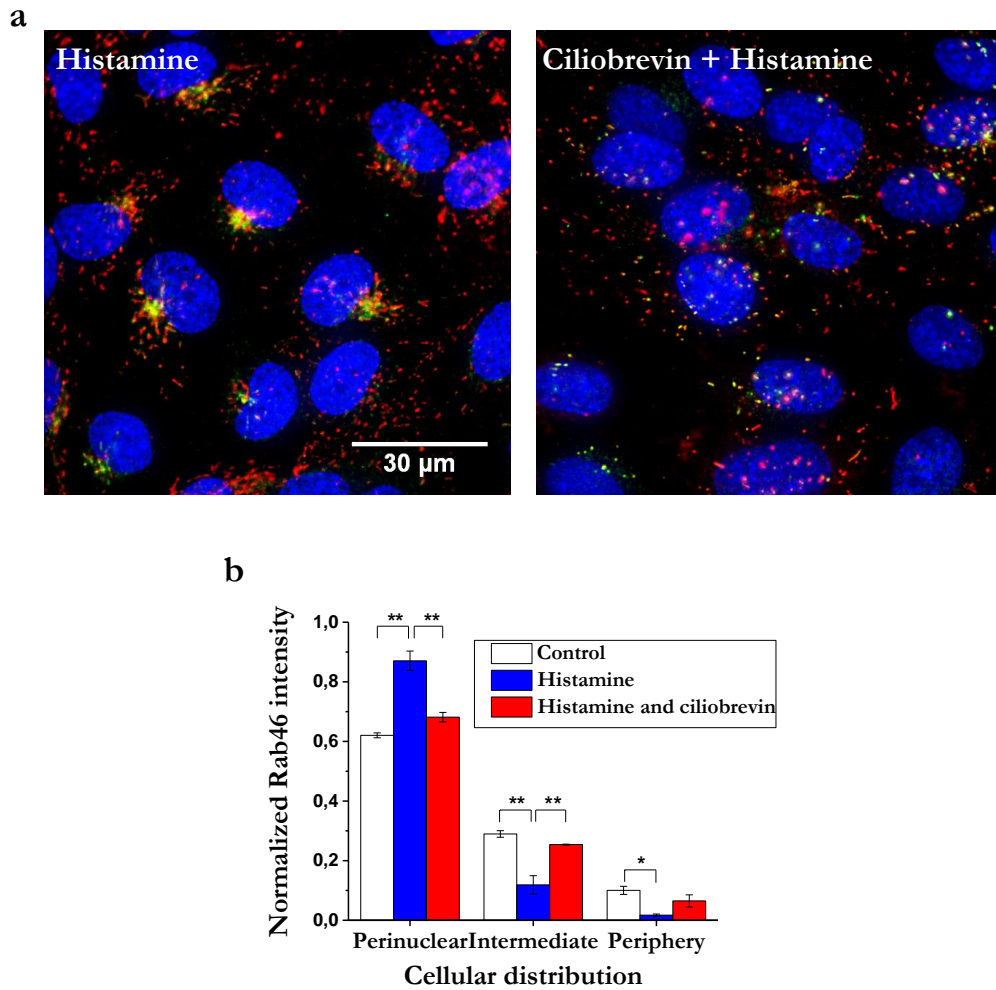 a
Histamine
Ciliobrevin + Histamine
30 µm
b
Normalized Rab46 intensity
1,0
0,8
0,6
0,4
0,2
0,0
** **
** **
*
Control
Histamine
Histamine and ciliobrevin
Perinuclear Intermediate Periphery
Cellular distribution